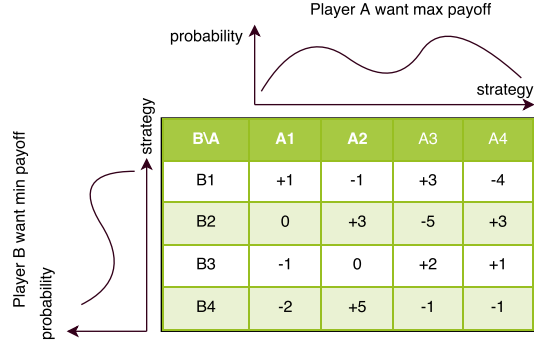 Player A want max payoff
probability
strategy
Player B want min payoff
strategy
probability
B\A A1 A2 A3 A4
B1 +1 -1 +3 -4
B2 0 +3 -5 +3
B3 -1 0 +2 +1
B4 -2 +5 -1 -1